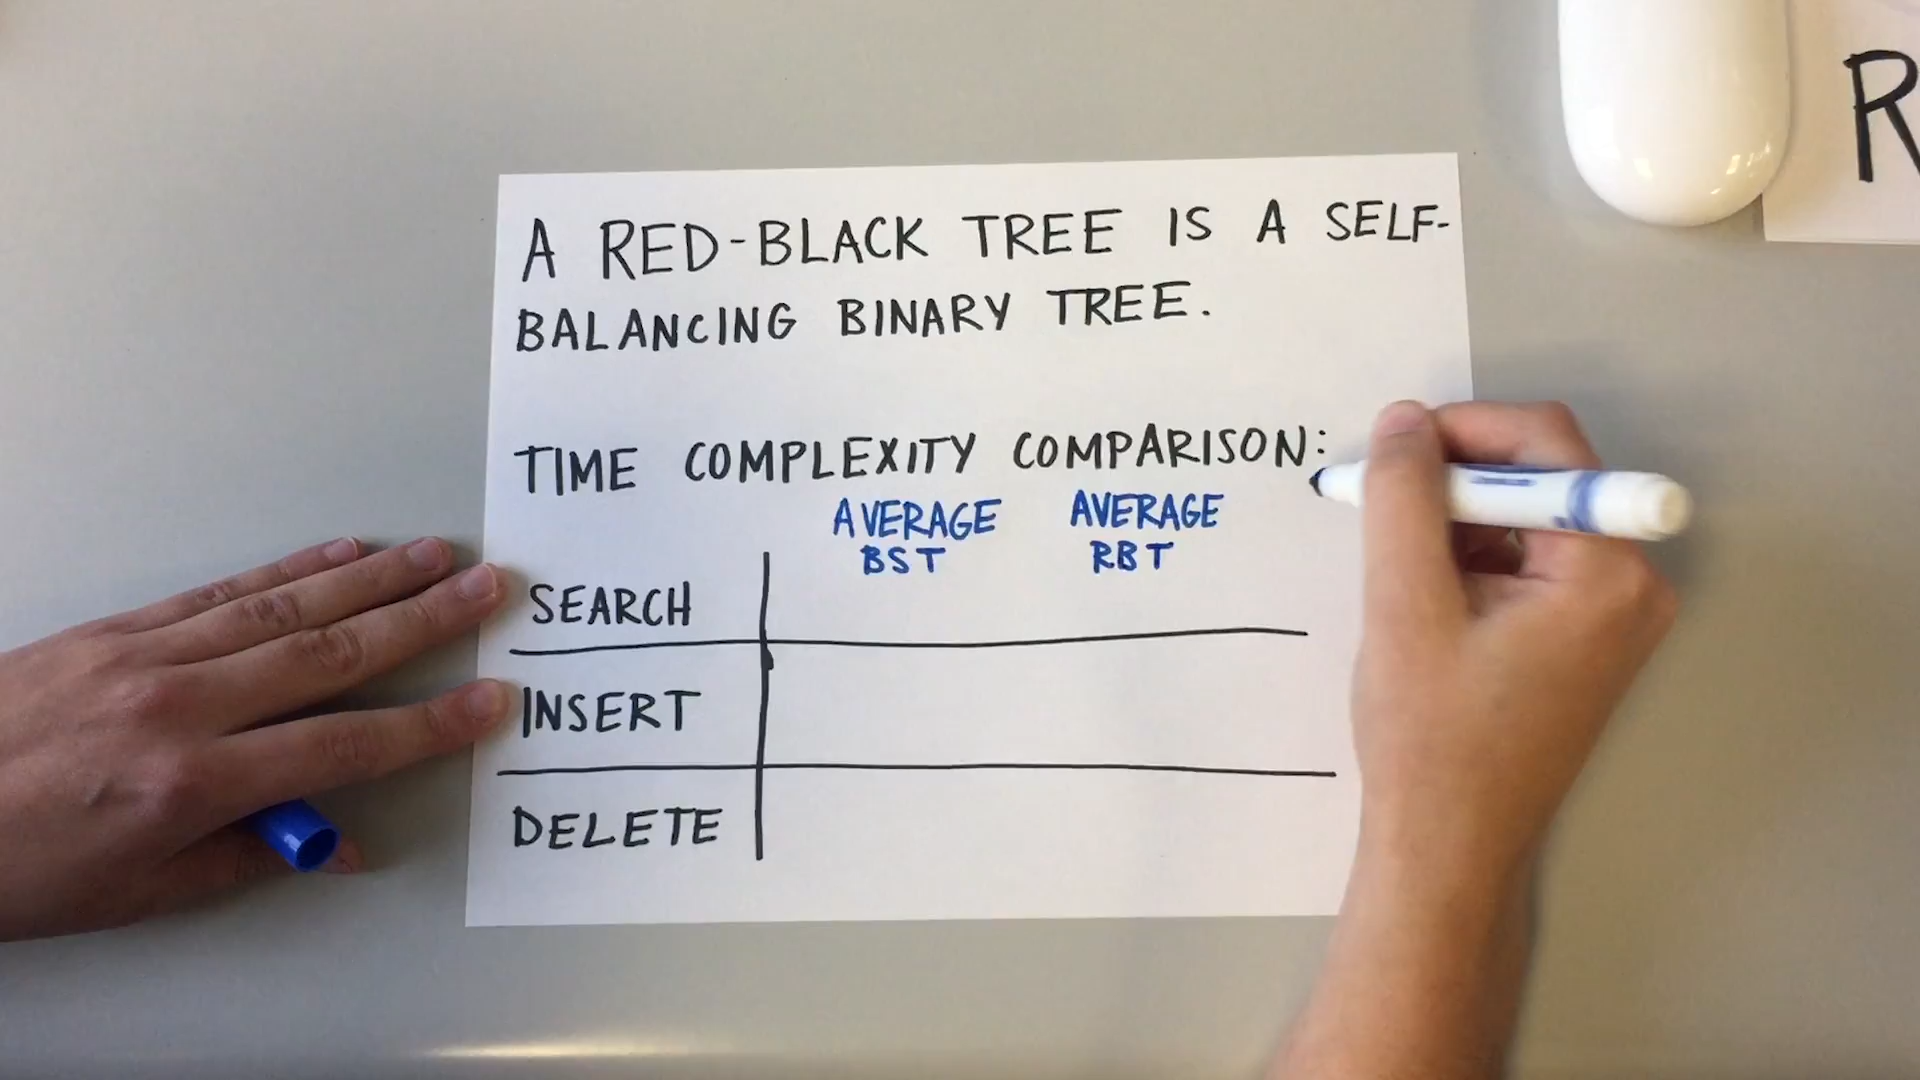 A RED-BLACK TREE IS A SELF-
BALANCING BINARY TREE.
TIME COMPLEXITY COMPARISON:
AVERAGE AVERAGE
BST RBT
SEARCH
INSERT
DELETE
R